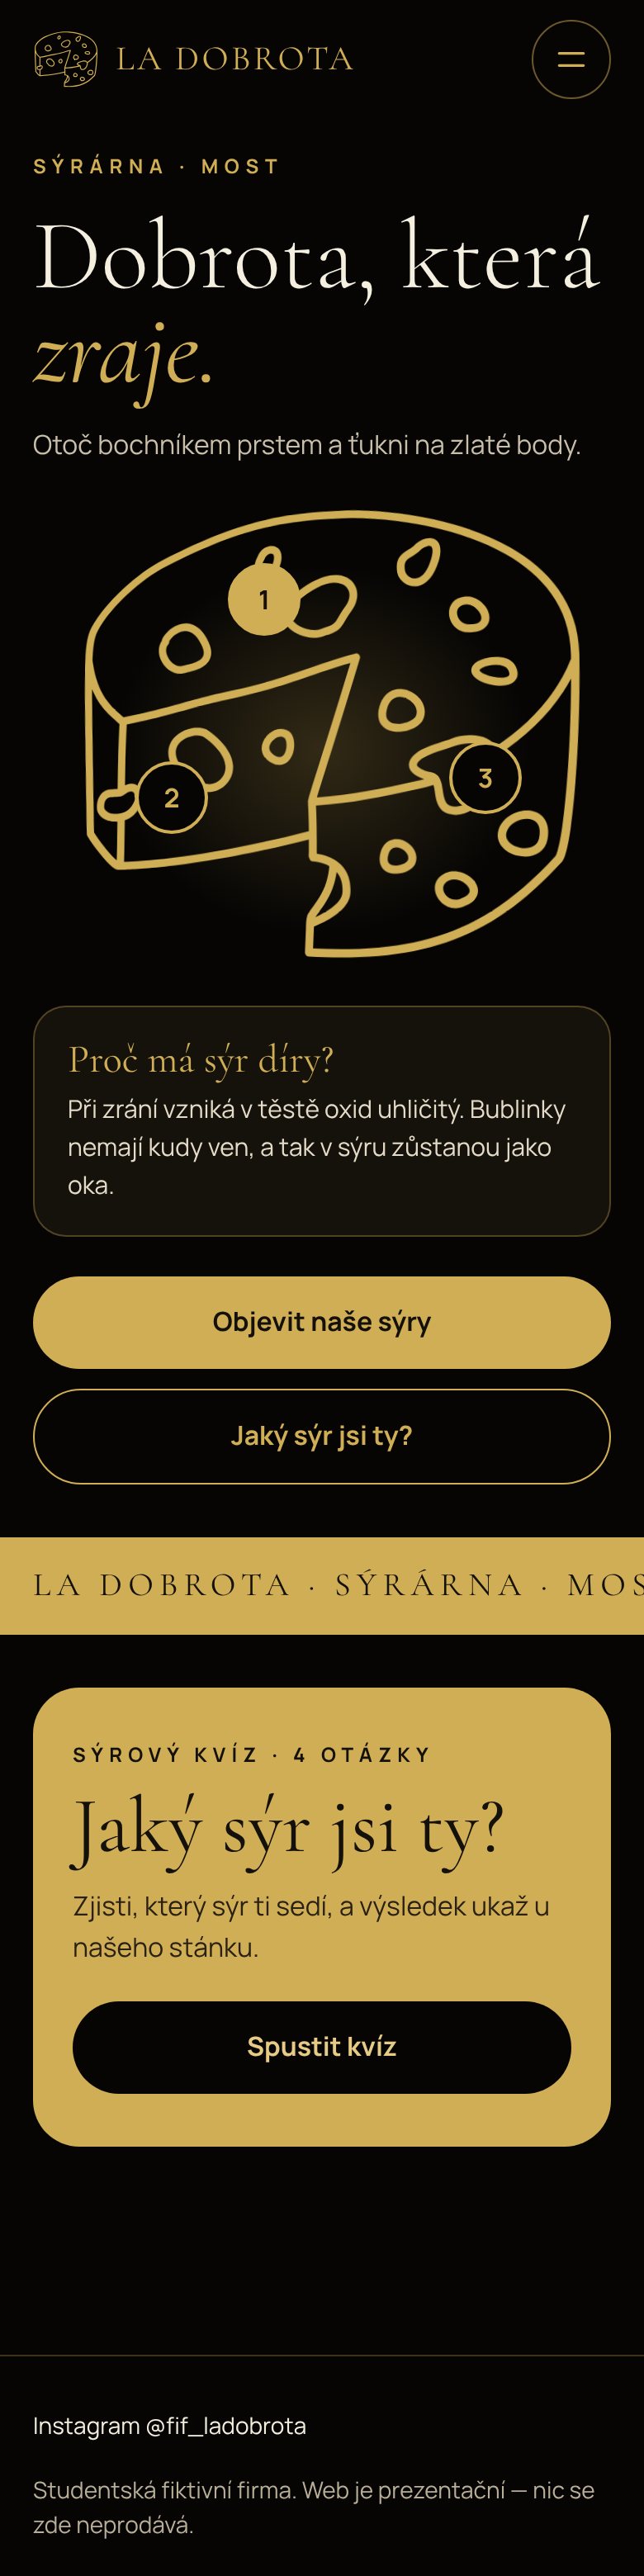 LA DOBROTA
SÝRÁRNA · MOST
Dobrota, která
zraje.
Otoč bochníkem prstem a ťukni na zlaté body.
1
2
3
Proč má sýr díry?
Při zrání vzniká v těstě oxid uhličitý. Bublinky
nemají kudy ven, a tak v sýru zůstanou jako
oka.
Objevit naše sýry
Jaký sýr jsi ty?
LA DOBROTA · SÝRÁRNA · MOS
SÝROVÝ KVÍZ · 4 OTÁZKY
Jaký sýr jsi ty?
Zjisti, který sýr ti sedí, a výsledek ukaž u
našeho stánku.
Spustit kvíz
Instagram @fif_ladobrota
Studentská fiktivní firma. Web je prezentační — nic se
zde neprodává.